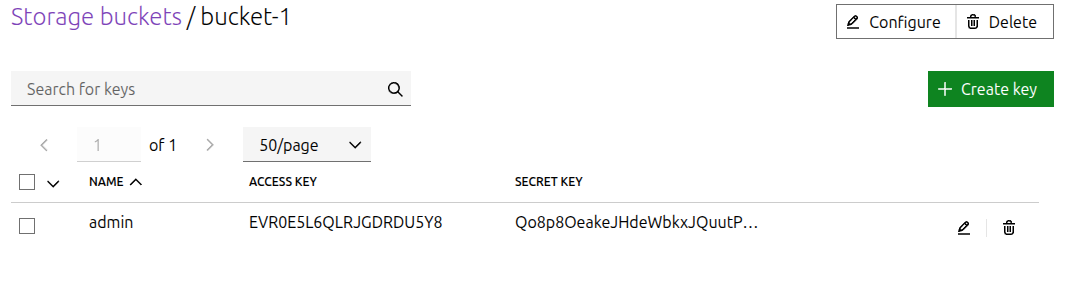 Storage buckets / bucket-1
Configure
Delete
Search for keys
Create key
1 of 1
50/page
NAME ACCESS KEY SECRET KEY
admin EVR0E5L6QLRJGDRDU5Y8 Qo8p8OeakeJHdeWbkxJQuutP...